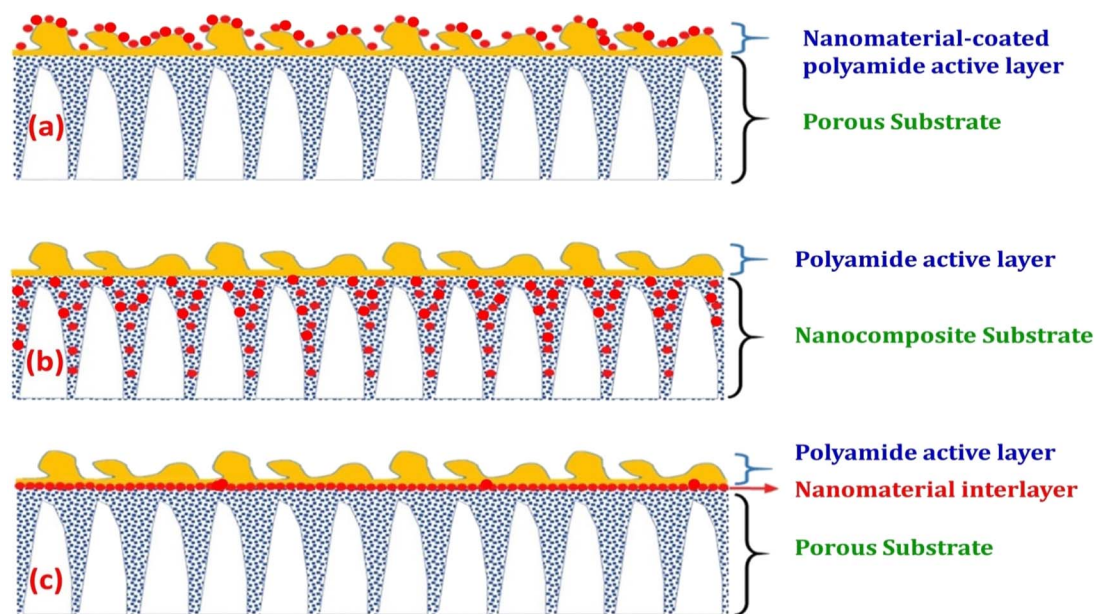 Nanomaterial-coated
polyamide active layer
(a)
Porous Substrate
Polyamide active layer
Nanocomposite Substrate
(b)
Polyamide active layer
Nanomaterial interlayer
Porous Substrate
(c)